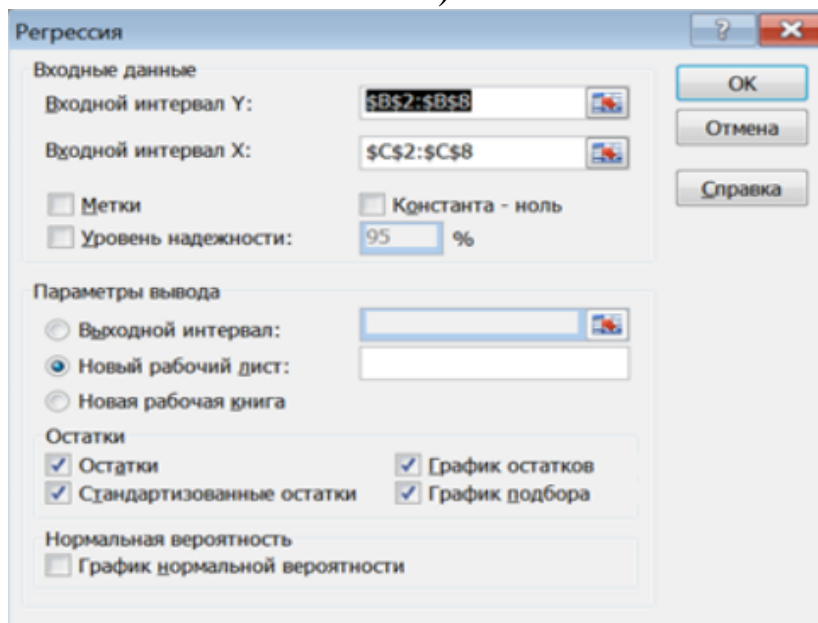 )
Регрессия
Входные данные
Входной интервал Y: $B$2:$B$8
Входной интервал X: $C$2:$C$8
Метки Константа - ноль
Уровень надежности: 95 %
OK
Отмена
Справка
Параметры вывода
Выходной интервал:
Новый рабочий лист:
Новая рабочая книга
Остатки
Остатки График остатков
Стандартизованные остатки График подбора
Нормальная вероятность
График нормальной вероятности